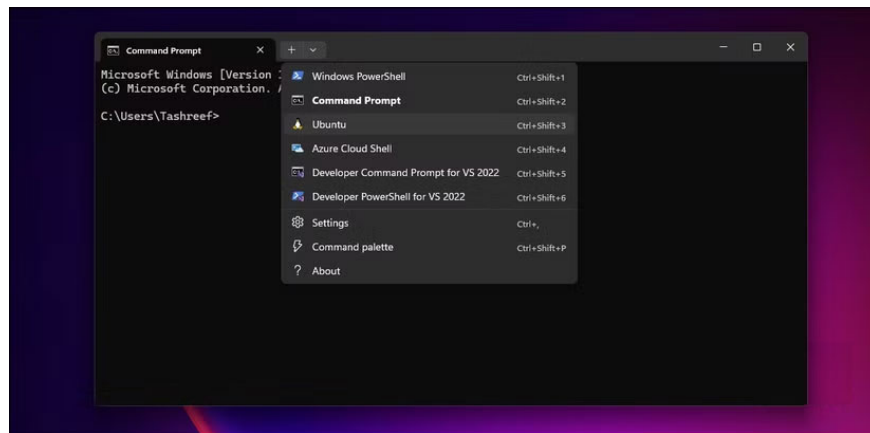 Command Prompt
Microsoft Windows [Version
(c) Microsoft Corporation.
C:\Users\Tashreef>
Windows PowerShell Ctrl+Shift+1
Command Prompt Ctrl+Shift+2
Ubuntu Ctrl+Shift+3
Azure Cloud Shell Ctrl+Shift+4
Developer Command Prompt for VS 2022 Ctrl+Shift+5
Developer PowerShell for VS 2022 Ctrl+Shift+6
Settings Ctrl+,
Command palette Ctrl+Shift+P
About